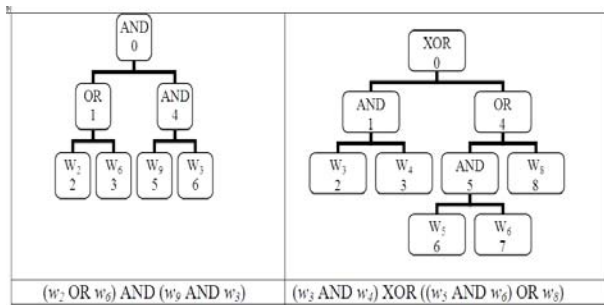 AND
0
OR
1
AND
4
W₂
2
W₆
3
W₉
5
W₃
6
(w₂ OR w₆) AND (w₉ AND w₃)
XOR
0
AND
1
OR
4
W₃
2
W₄
3
AND
5
W₈
8
W₅
6
W₆
7
(w₃ AND w₄) XOR ((w₅ AND w₆) OR w₈)